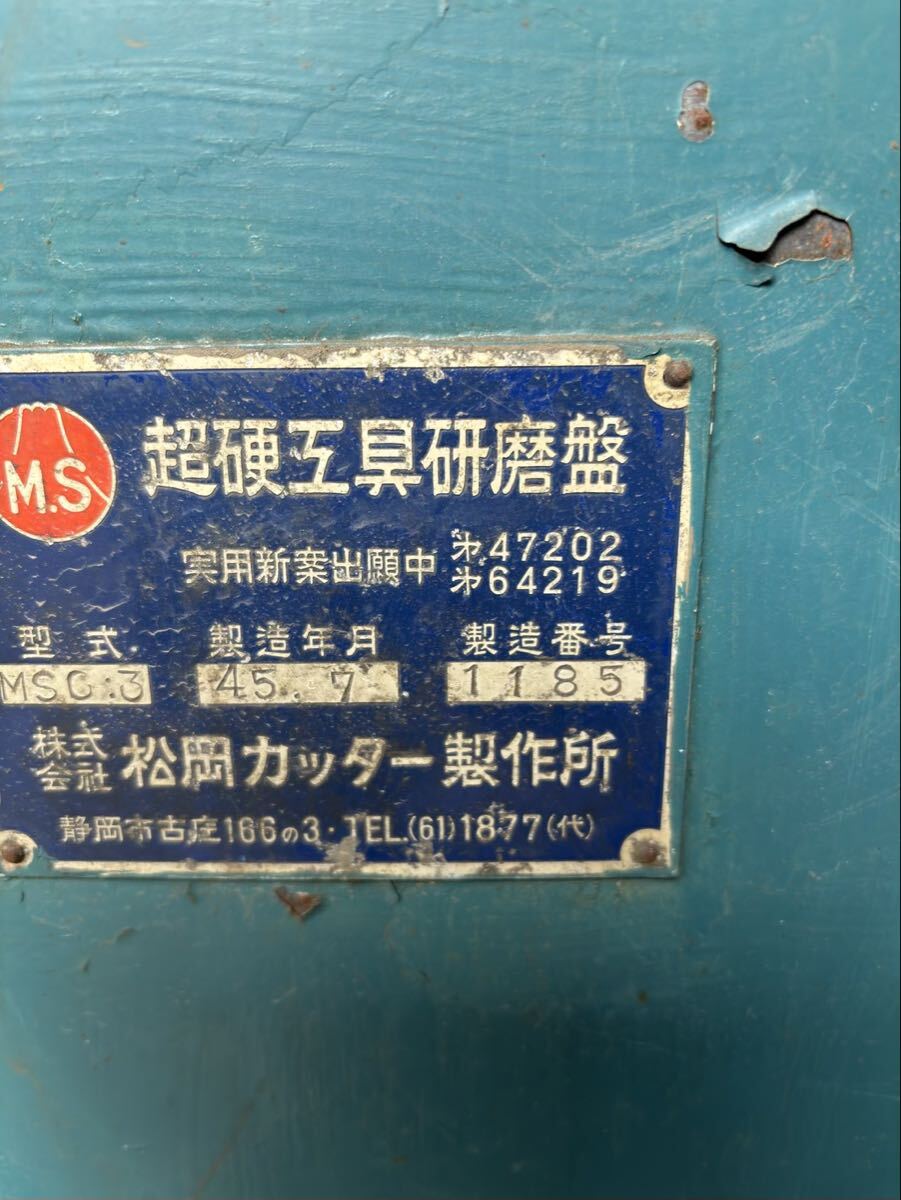 M.S
超硬工具研磨盤
実用新案出願中
㐧47202
㐧64219
型式 製造年月 製造番号
MSG:3 45.7 1185
株式会社 松岡カッター製作所
静岡市古庄166の3・TEL.(61)1877(代)